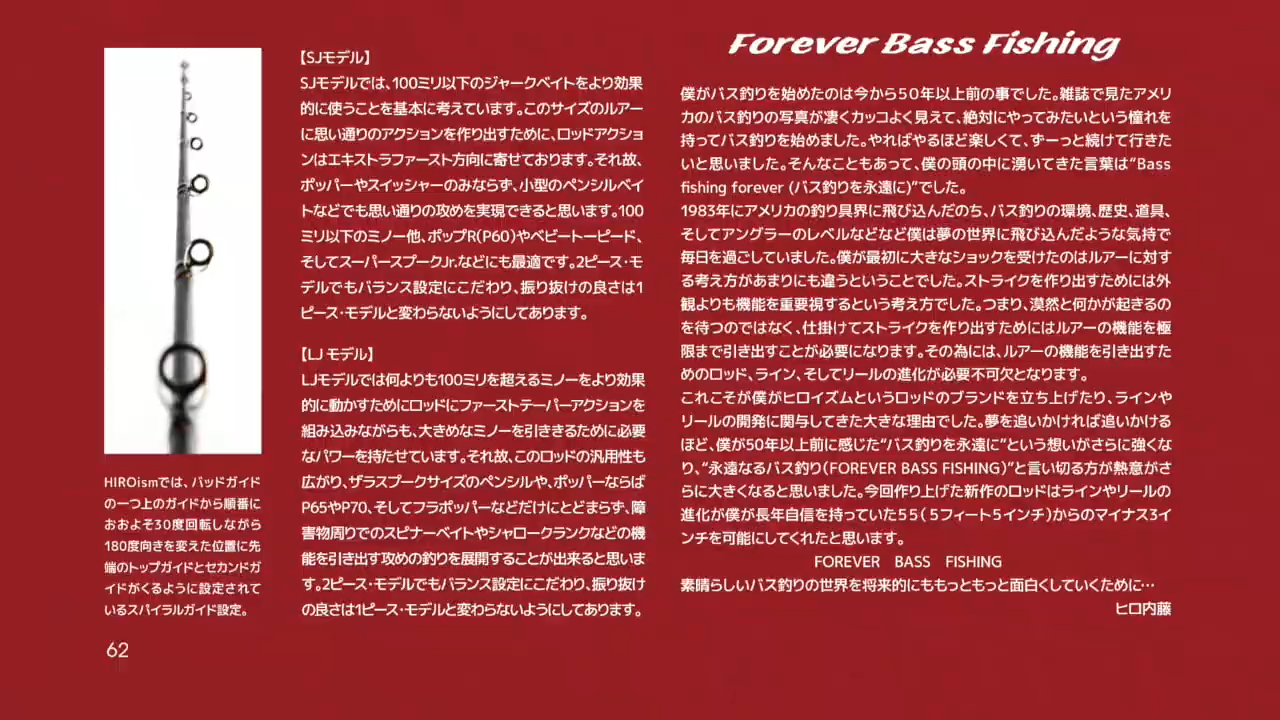 【SJモデル】
SJモデルでは、100ミリ以下のジャークベイトをより効果
的に使うことを基本に考えています。このサイズのルアー
に思い通りのアクションを作り出すために、ロッドアクショ
ンはエキストラファースト方向に寄せております。それ故、
ポッパーやスイッシャーのみならず、小型のペンシルベイ
トなどでも思い通りの攻めを実現できると思います。100
ミリ以下のミノー他、ポップR(P60)やベビートーピード、
そしてスーパースプークJr.などにも最適です。2ピース・モ
デルでもバランス設定にこだわり、振り抜けの良さは1
ピース・モデルと変わらないようにしてあります。
【LJ モデル】
LJモデルでは何よりも100ミリを超えるミノーをより効果
的に動かすためにロッドにファーストテーパーアクションを
組み込みながらも、大きめなミノーを引ききるために必要
なパワーを持たせています。それ故、このロッドの汎用性も
広がり、ザラスプークサイズのペンシルや、ポッパーならば
P65やP70、そしてフラポッパーなどだけにとどまらず、障
害物周りでのスピナーベイトやシャロークランクなどの機
能を引き出す攻めの釣りを展開することが出来ると思いま
す。2ピース・モデルでもバランス設定にこだわり、振り抜け
の良さは1ピース・モデルと変わらないようにしてあります。
HIROismでは、バッドガイド
の一つ上のガイドから順番に
おおよそ30度回転しながら
180度向きを変えた位置に先
端のトップガイドとセカンドガ
イドがくるように設定されて
いるスパイラルガイド設定。
62
Forever Bass Fishing
僕がバス釣りを始めたのは今から50年以上前の事でした。雑誌で見たアメリ
カのバス釣りの写真が凄くカッコよく見えて、絶対にやってみたいという憧れを
持ってバス釣りを始めました。やればやるほど楽しくて、ずーっと続けて行きた
いと思いました。そんなこともあって、僕の頭の中に湧いてきた言葉は"Bass
fishing forever (バス釣りを永遠に)"でした。
1983年にアメリカの釣り具界に飛び込んだのち、バス釣りの環境、歴史、道具、
そしてアングラーのレベルなどなど僕は夢の世界に飛び込んだような気持で
毎日を過ごしていました。僕が最初に大きなショックを受けたのはルアーに対す
る考え方があまりにも違うということでした。ストライクを作り出すためには外
観よりも機能を重要視するという考え方でした。つまり、漠然と何かが起きるの
を待つのではなく、仕掛けてストライクを作り出すためにはルアーの機能を極
限まで引き出すことが必要になります。その為には、ルアーの機能を引き出すた
めのロッド、ライン、そしてリールの進化が必要不可欠となります。
これこそが僕がヒロイズムというロッドのブランドを立ち上げたり、ラインや
リールの開発に関与してきた大きな理由でした。夢を追いかければ追いかける
ほど、僕が50年以上前に感じた"バス釣りを永遠に"という想いがさらに強くな
り、"永遠なるバス釣り(FOREVER BASS FISHING)"と言い切る方が熱意がさ
らに大きくなると思いました。今回作り上げた新作のロッドはラインやリールの
進化が僕が長年自信を持っていた55(5フィート5インチ)からのマイナス3イ
ンチを可能にしてくれたと思います。
FOREVER BASS FISHING
素晴らしいバス釣りの世界を将来的にももっともっと面白くしていくために…
ヒロ内藤